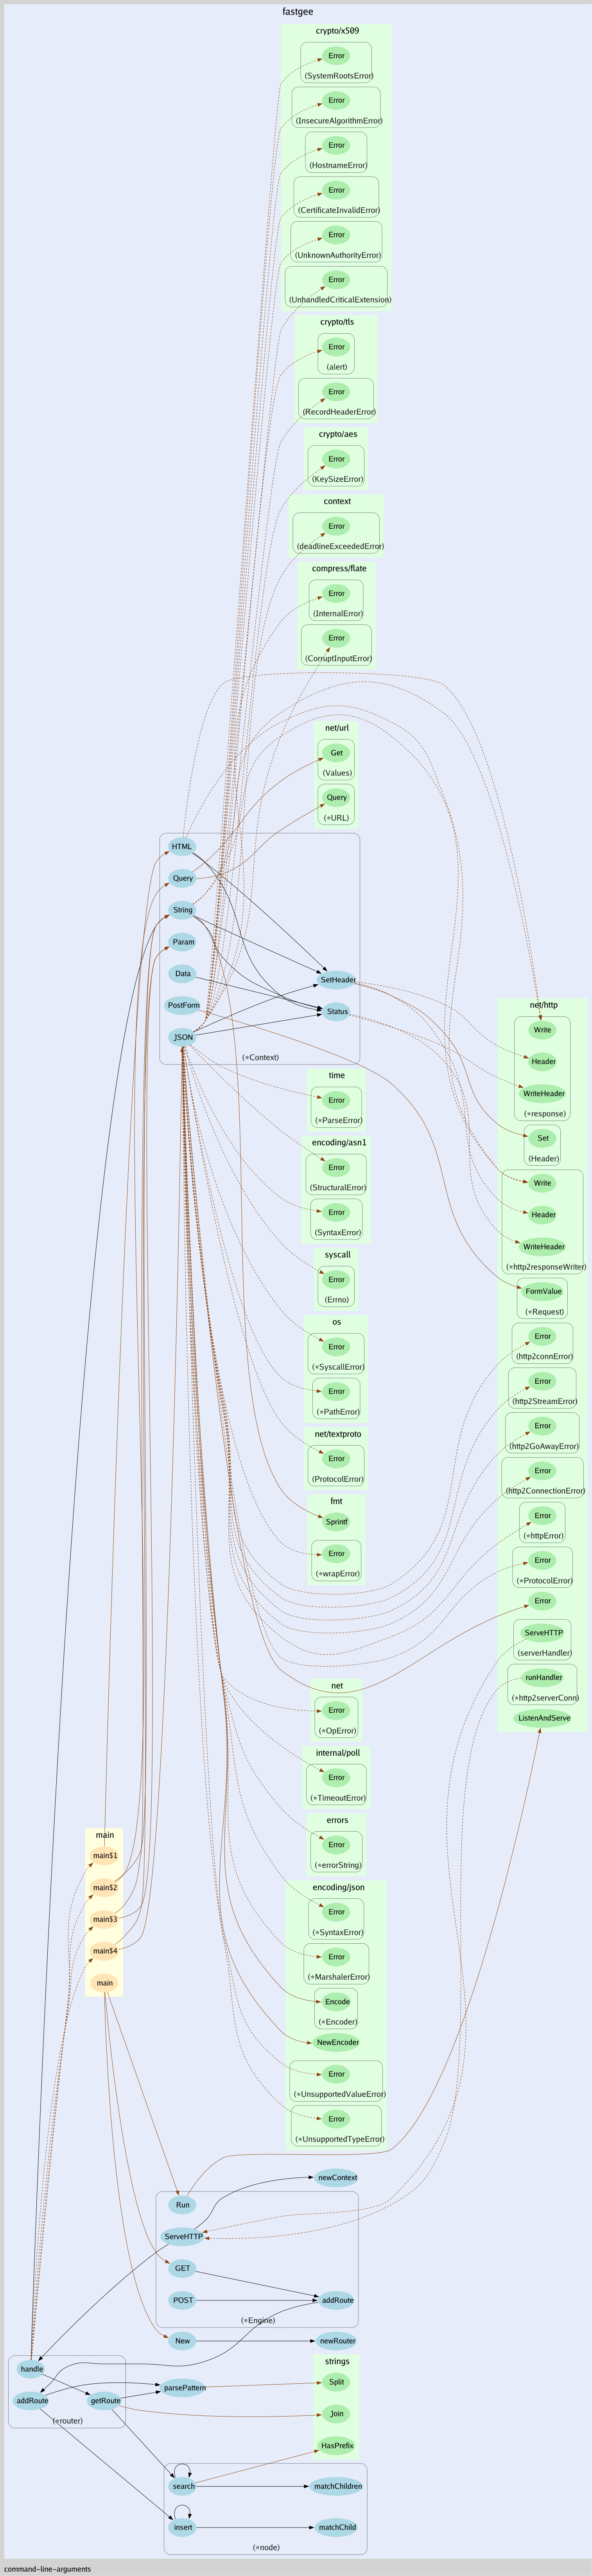 fastgee
crypto/x509
Error
(SystemRootsError)
Error
(InsecureAlgorithmError)
Error
(HostnameError)
Error
(CertificateInvalidError)
Error
(UnknownAuthorityError)
Error
(UnhandledCriticalExtension)
crypto/tls
Error
(alert)
Error
(RecordHeaderError)
crypto/aes
Error
(KeySizeError)
context
Error
(deadlineExceededError)
compress/flate
Error
(InternalError)
Error
(CorruptInputError)
net/url
Get
(Values)
Query
(*URL)
HTML
Query
String
Param
Data
PostForm
JSON
SetHeader
Status
(*Context)
net/http
Write
Header
WriteHeader
(*response)
Set
(Header)
Write
Header
WriteHeader
(*http2responseWriter)
FormValue
(*Request)
Error
(http2connError)
Error
(http2StreamError)
Error
(http2GoAwayError)
Error
(http2ConnectionError)
Error
(*httpError)
Error
(*ProtocolError)
Error
ServeHTTP
(serverHandler)
runHandler
(*http2serverConn)
ListenAndServe
time
Error
(*ParseError)
encoding/asn1
Error
(StructuralError)
Error
(SyntaxError)
syscall
Error
(Errno)
os
Error
(*SyscallError)
Error
(*PathError)
net/textproto
Error
(ProtocolError)
fmt
Sprintf
Error
(*wrapError)
net
Error
(*OpError)
internal/poll
Error
(*TimeoutError)
errors
Error
(*errorString)
encoding/json
Error
(*SyntaxError)
Error
(*MarshalerError)
Encode
(*Encoder)
NewEncoder
Error
(*UnsupportedValueError)
Error
(*UnsupportedTypeError)
main
main$1
main$2
main$3
main$4
main
newContext
Run
ServeHTTP
GET
POST
addRoute
(*Engine)
New
newRouter
handle
addRoute
getRoute
(*router)
parsePattern
strings
Split
Join
HasPrefix
search
matchChildren
insert
matchChild
(*node)
command-line-arguments